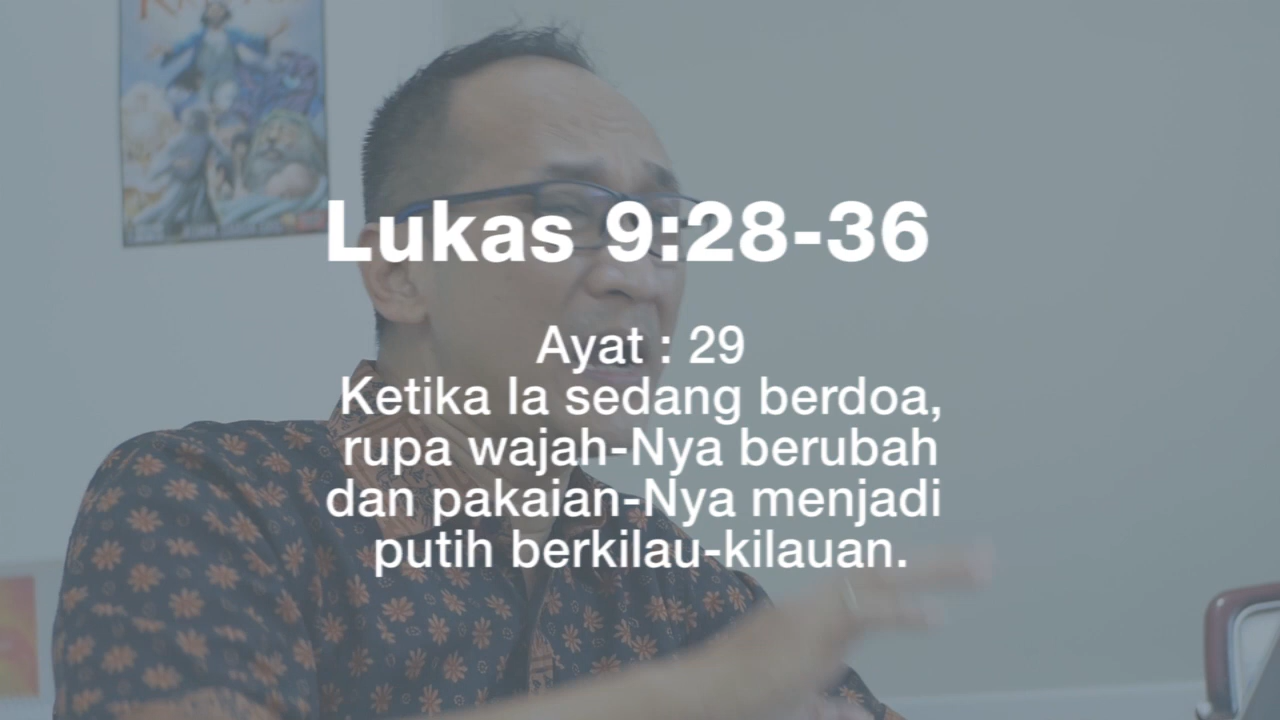 Lukas 9:28-36
Ayat : 29
Ketika Ia sedang berdoa,
rupa wajah-Nya berubah
dan pakaian-Nya menjadi
putih berkilau-kilauan.